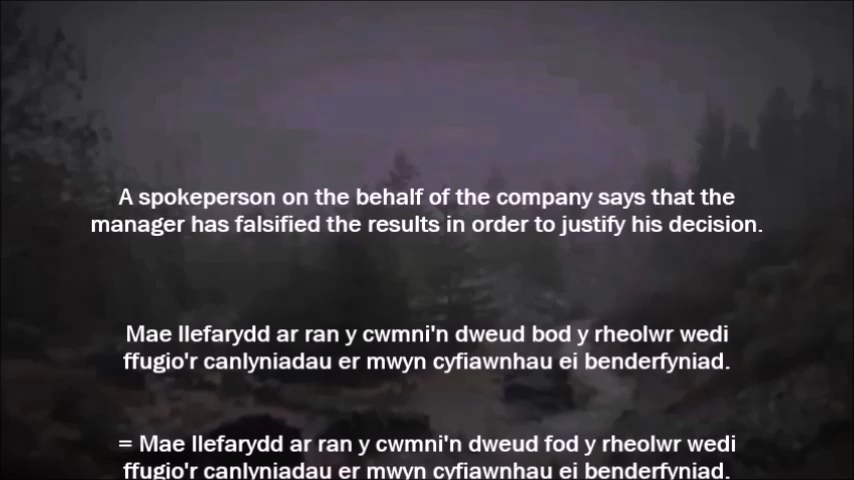 A spokeperson on the behalf of the company says that the
manager has falsified the results in order to justify his decision.
Mae llefarydd ar ran y cwmni'n dweud bod y rheolwr wedi
ffugio'r canlyniadau er mwyn cyfiawnhau ei benderfyniad.
= Mae llefarydd ar ran y cwmni'n dweud fod y rheolwr wedi
ffugio'r canlyniadau er mwyn cyfiawnhau ei benderfyniad.